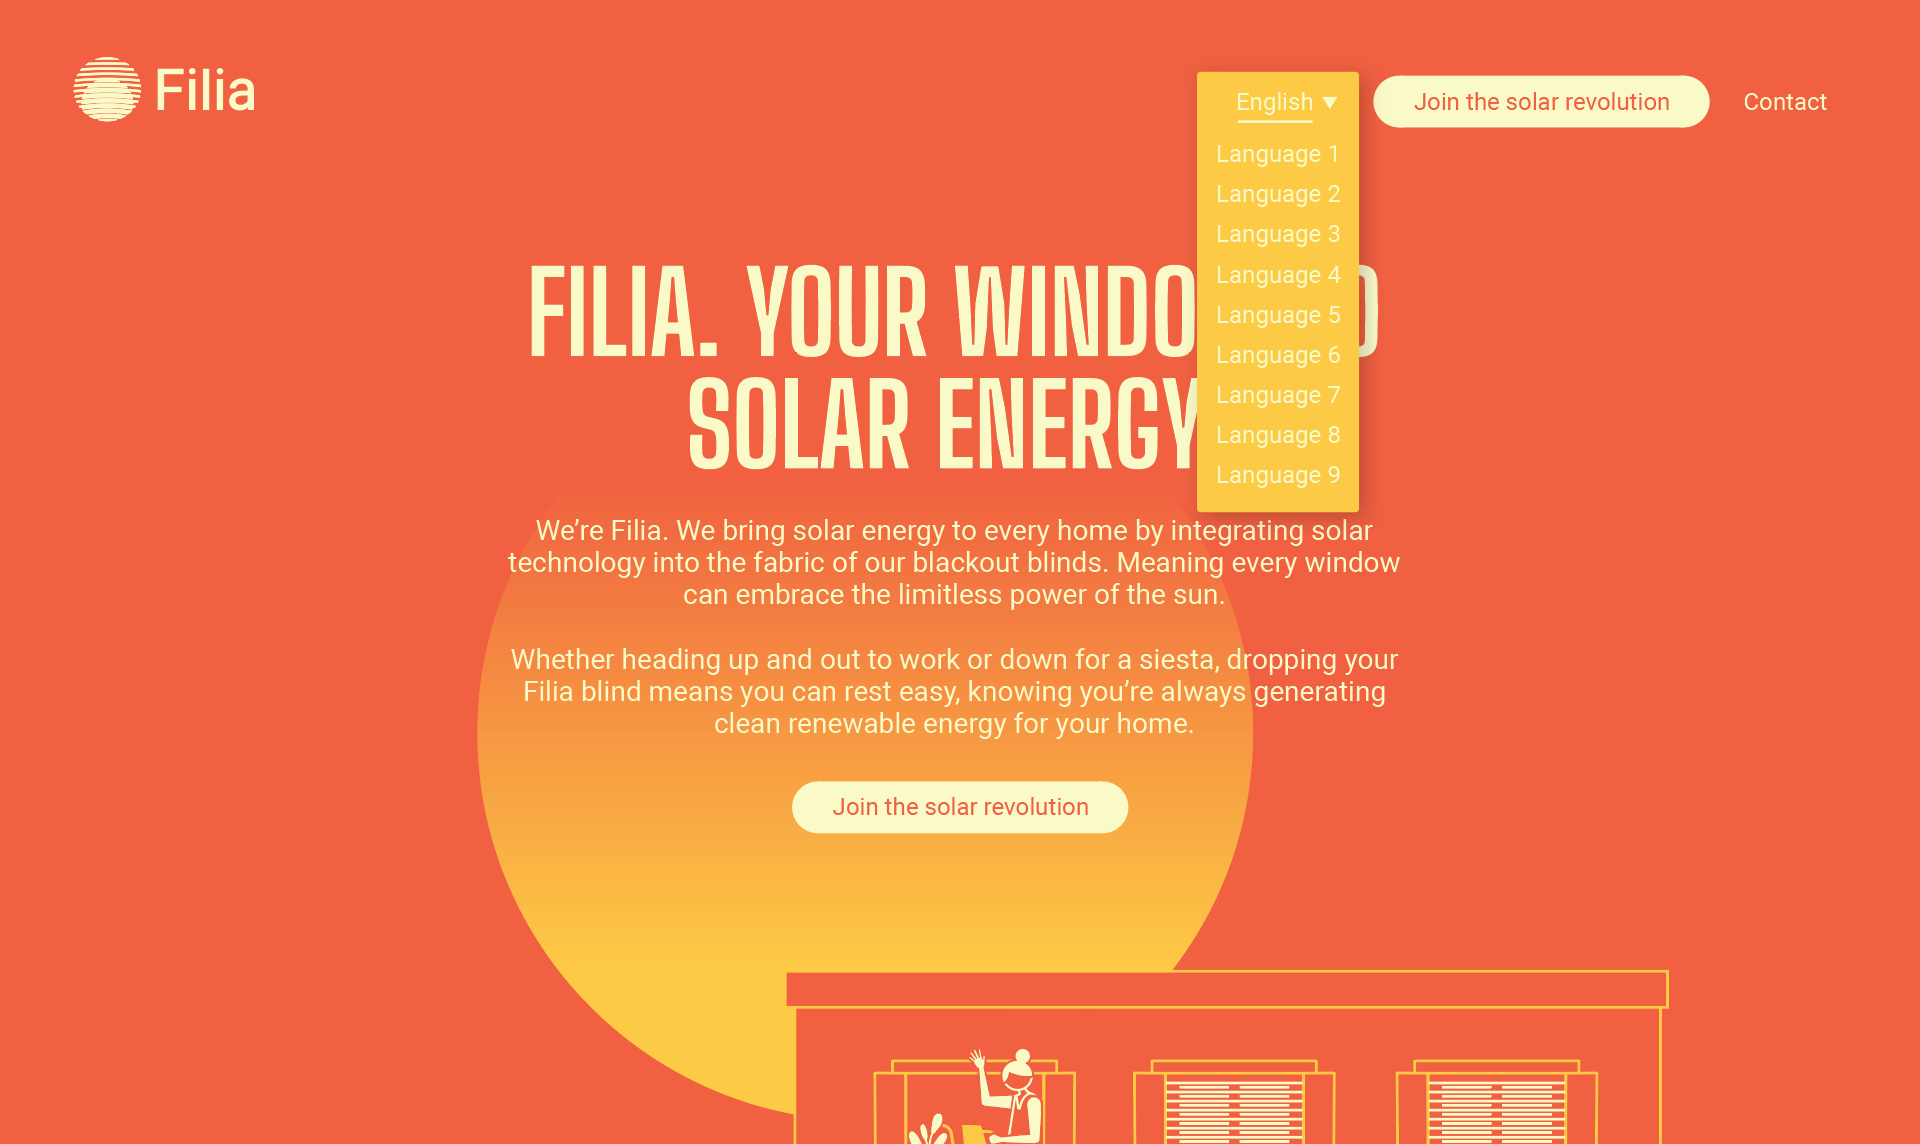 Filia
English
Join the solar revolution
Contact
Language 1
Language 2
Language 3
Language 4
Language 5
Language 6
Language 7
Language 8
Language 9
FILIA. YOUR
SOLAR ENERGY
We’re Filia. We bring solar energy to every home by integrating solar
technology into the fabric of our blackout blinds. Meaning every window
can embrace the limitless power of the sun.
Whether heading up and out to work or down for a siesta, dropping your
Filia blind means you can rest easy, knowing you’re always generating
clean renewable energy for your home.
Join the solar revolution